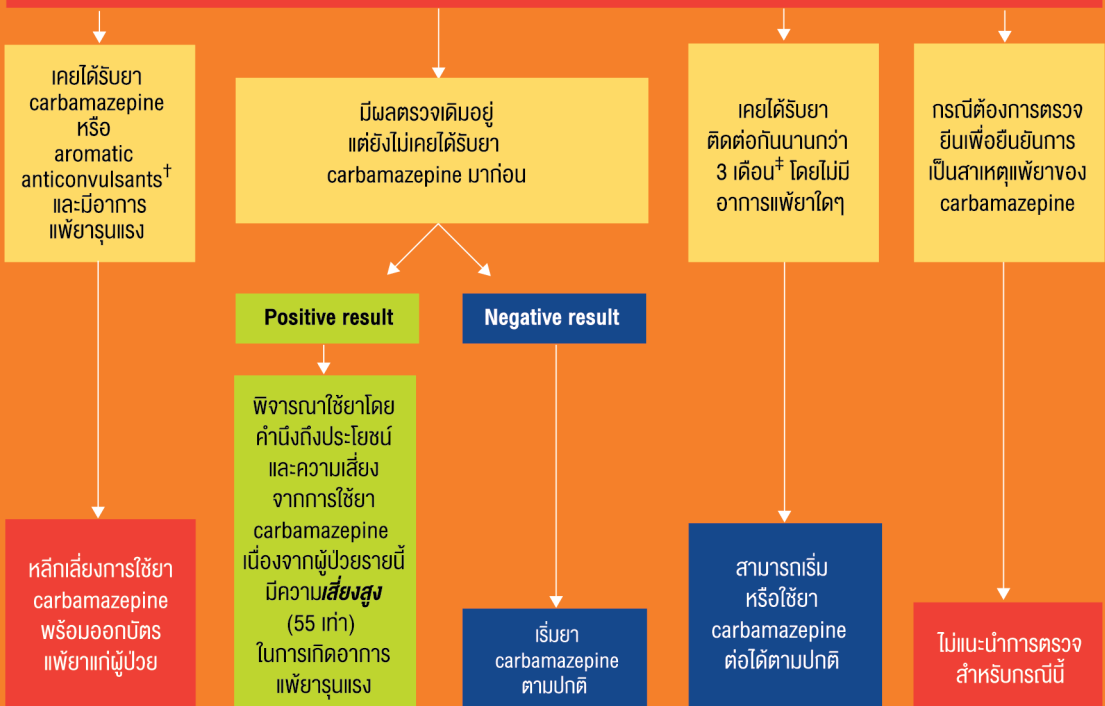 เคยได้รับยา
carbamazepine
หรือ
aromatic
anticonvulsants†
และมีอาการ
แพ้ยารุนแรง
มีผลตรวจเดิมอยู่
แต่ยังไม่เคยได้รับยา
carbamazepine มาก่อน
เคยได้รับยา
ติดต่อกันนานกว่า
3 เดือน‡ โดยไม่มี
อาการแพ้ยาใดๆ
กรณีต้องการตรวจ
ยีนเพื่อยืนยันการ
เป็นสาเหตุแพ้ยาของ
carbamazepine
Positive result
Negative result
พิจารณาใช้ยาโดย
คำนึงถึงประโยชน์
และความเสี่ยง
จากการใช้ยา
carbamazepine
เนื่องจากผู้ป่วยรายนี้
มีความเสี่ยงสูง
(55 เท่า)
ในการเกิดอาการ
แพ้ยารุนแรง
หลีกเลี่ยงการใช้ยา
carbamazepine
พร้อมออกบัตร
แพ้ยาแก่ผู้ป่วย
เริ่มยา
carbamazepine
ตามปกติ
สามารถเริ่ม
หรือใช้ยา
carbamazepine
ต่อได้ตามปกติ
ไม่แนะนำการตรวจ
สำหรับกรณีนี้